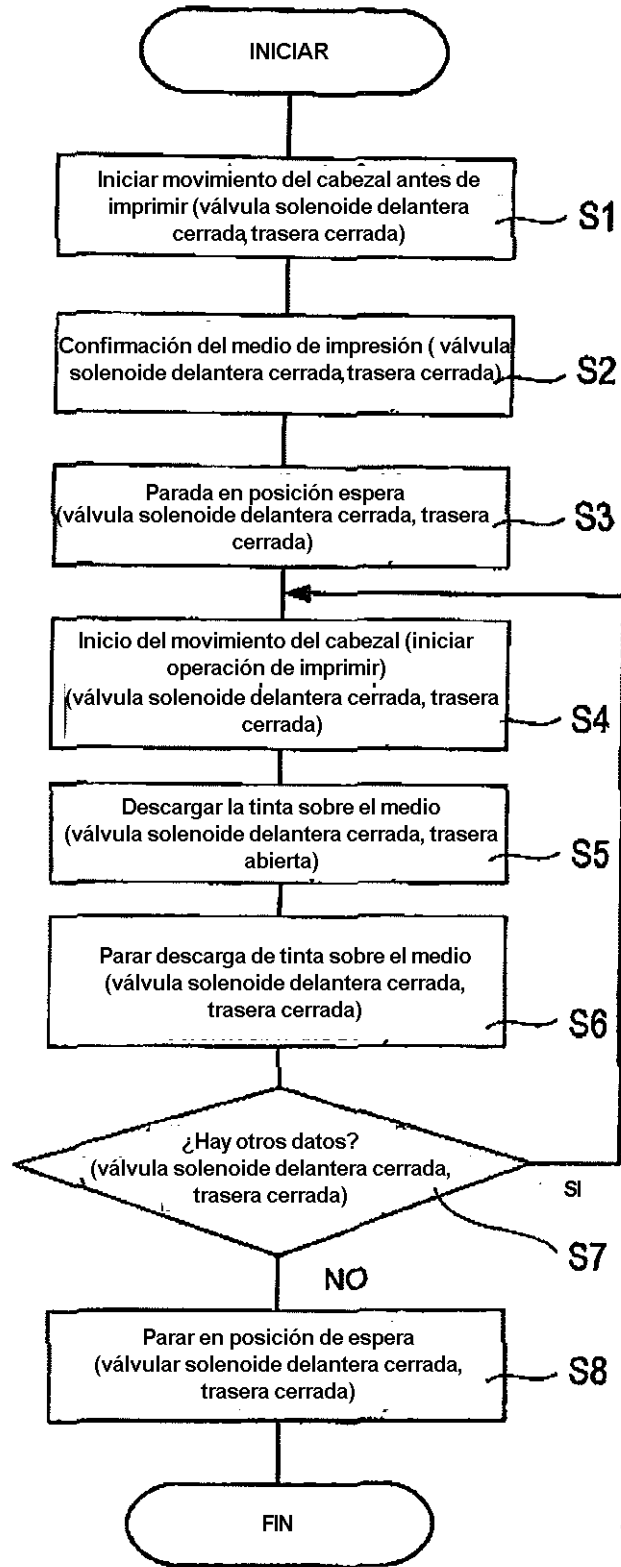 INICIAR
Iniciar movimiento del cabezal antes de
imprimir (válvula solenoide delantera
cerrada, trasera cerrada)
S1
Confirmación del medio de impresión ( válvula
solenoide delantera cerrada, trasera cerrada)
S2
Parada en posición espera
(válvula solenoide delantera cerrada, trasera
cerrada)
S3
Inicio del movimiento del cabezal (iniciar
operación de imprimir)
(válvula solenoide delantera cerrada, trasera
cerrada)
S4
Descargar la tinta sobre el medio
(válvula solenoide delantera cerrada, trasera
abierta)
S5
Parar descarga de tinta sobre el medio
(válvula solenoide delantera cerrada,
trasera cerrada)
S6
¿Hay otros datos?
(válvula solenoide delantera cerrada,
trasera cerrada)
SI
S7
NO
Parar en posición de espera
(válvular solenoide delantera cerrada,
trasera cerrada)
S8
FIN